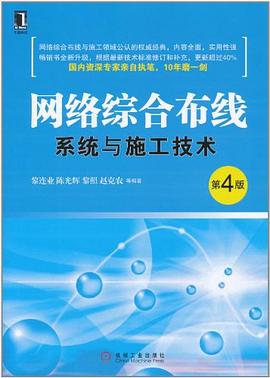 网络综合布线与施工领域公认的权威经典,内容全面,实用性强
畅销书全新升级,根据最新技术标准修订和补充,更新超过40%
国内资深专家亲自执笔,10年磨一剑
网络综合布线
系统与施工技术
第4版
黎连业 陈光辉 黎照 赵克农 等编著
机械工业出版社